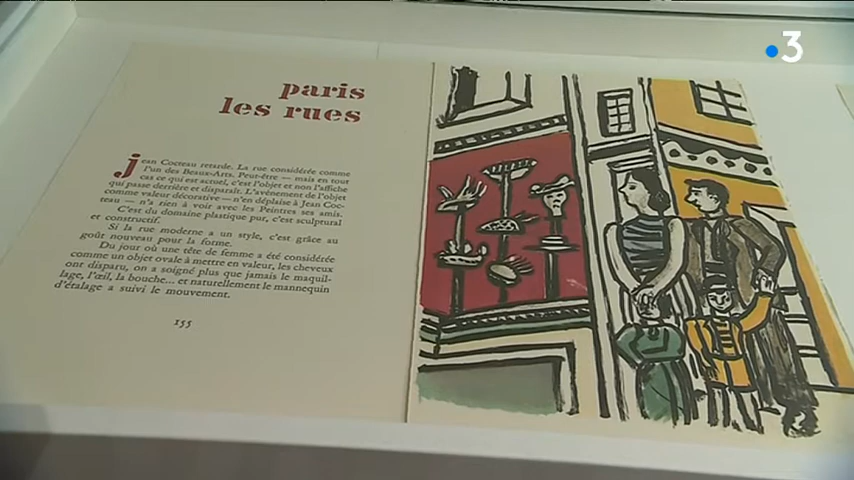 3
paris
les rues
jean Cocteau retarde. La rue considérée comme
l'un des Beaux-Arts. Peut-être — mais en tout
cas ce qui est accuel, c'est l'objet et non l'affiche
qui passe derrière et disparaît. L'avènement de l'objet
comme valeur décorative — n'en déplaise à Jean Coc-
teau — n'a rien à voir avec les Peintres ses amis.
C'est du domaine plastique pur, c'est sculptural
et constructif.
Si la rue moderne a un style, c'est grâce au
goût nouveau pour la forme.
Du jour où une tête de femme a été considérée
comme un objet ovale à mettre en valeur, les cheveux
ont disparu, on a soigné plus que jamais le maquil-
lage, l'œil, la bouche... et naturellement le mannequin
d'étalage a suivi le mouvement.
155